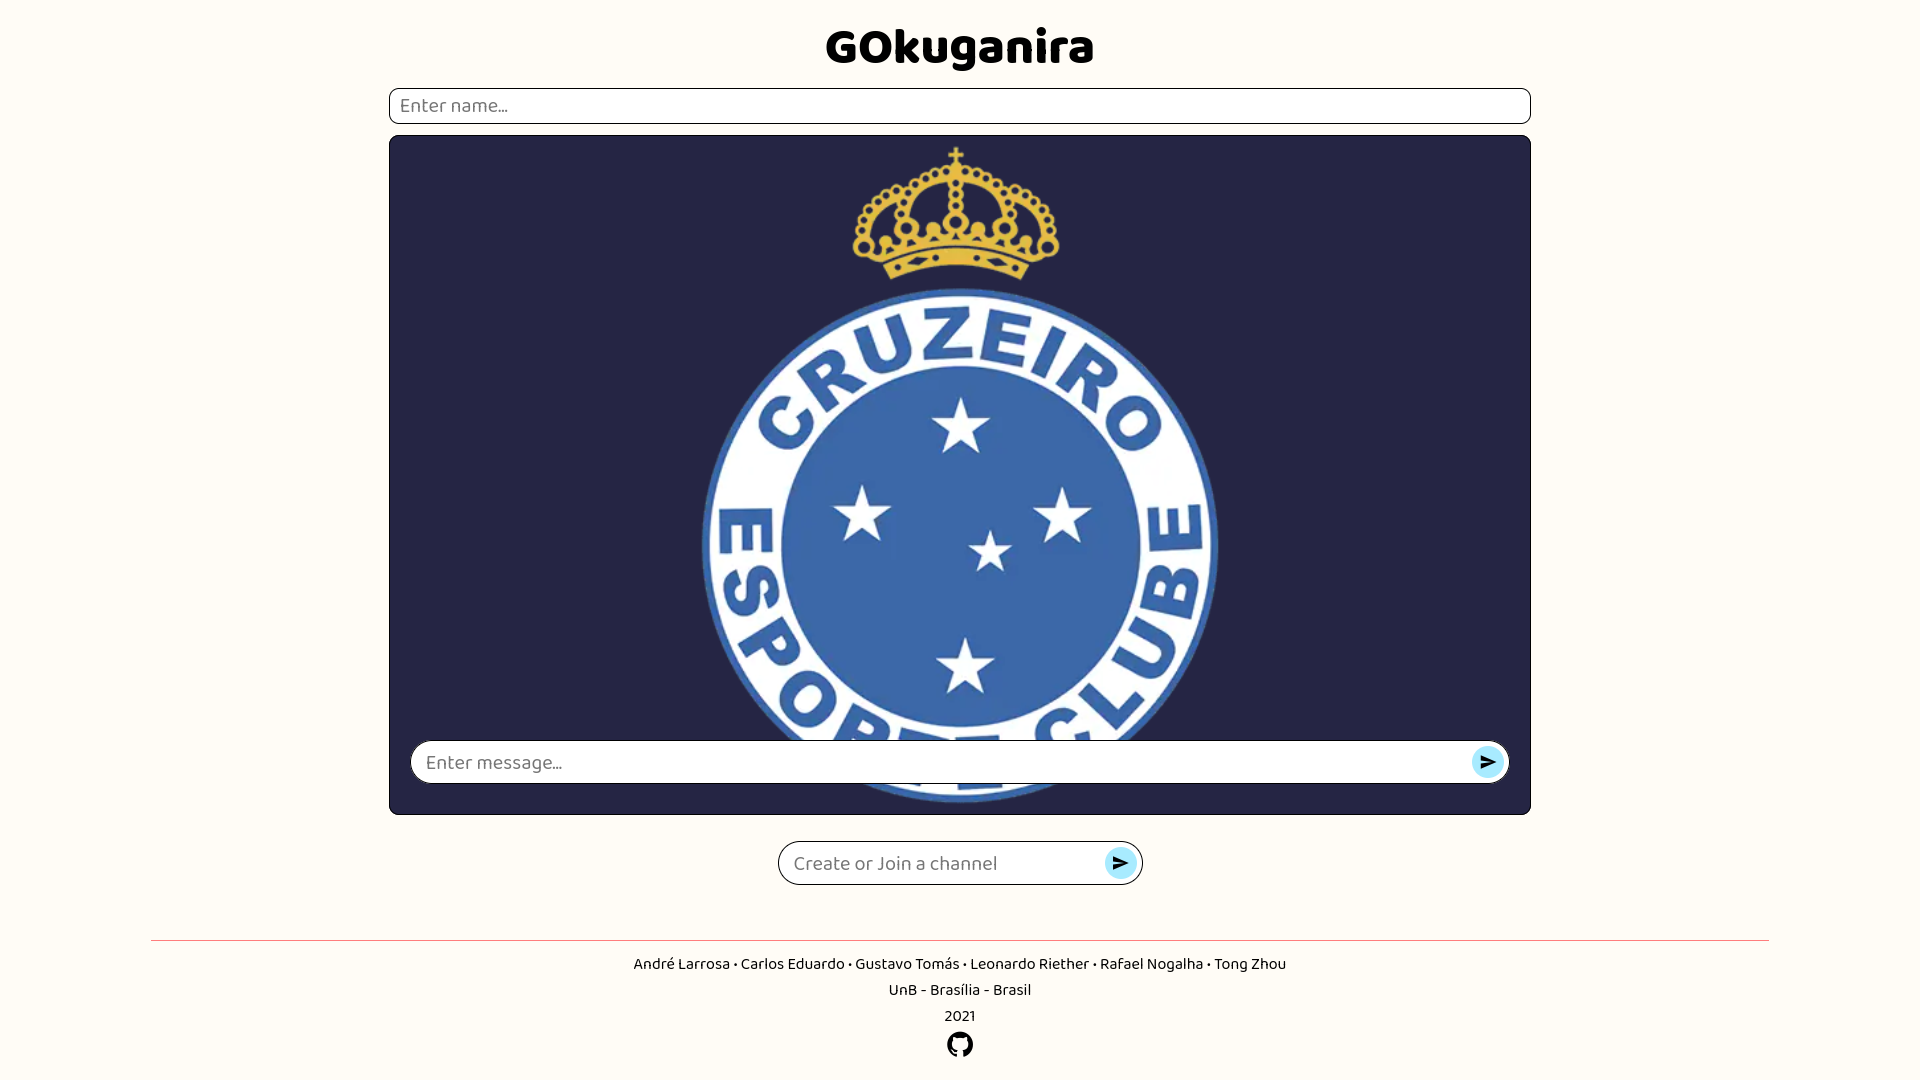 GOkuganira
Enter name...
CRUZEIRO
ESPORTE CLUBE
Enter message...
Create or Join a channel
André Larrosa • Carlos Eduardo • Gustavo Tomás • Leonardo Riether • Rafael Nogalha • Tong Zhou
UnB - Brasília - Brasil
2021